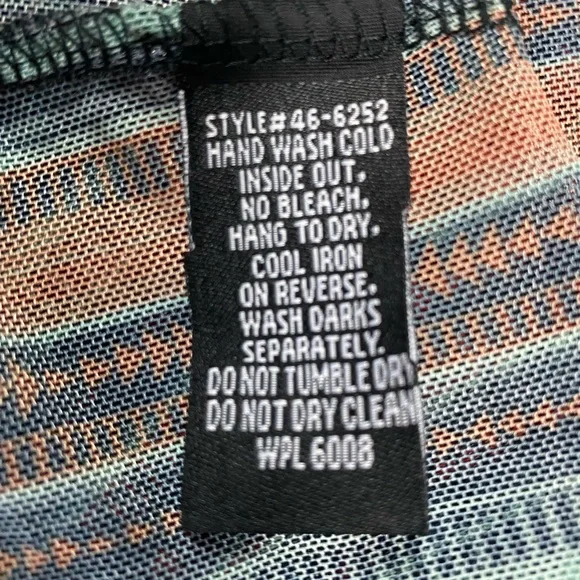 STYLE# 46-6252
HAND WASH COLD
INSIDE OUT.
NO BLEACH.
HANG TO DRY.
COOL IRON
ON REVERSE.
WASH DARKS
SEPARATELY.
DO NOT TUMBLE DRY
DO NOT DRY CLEAN
WPL 6008